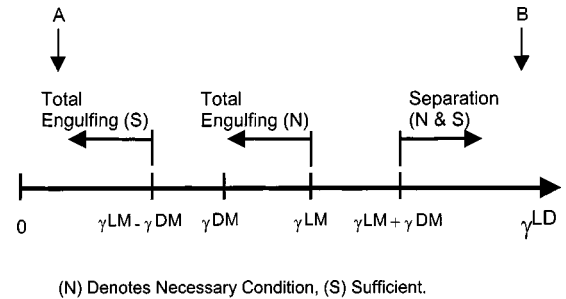 A B
Total Total Separation
Engulfing (S) Engulfing (N) (N & S)
0 γLM - γDM γDM γLM γLM + γDM γLD
(N) Denotes Necessary Condition, (S) Sufficient.